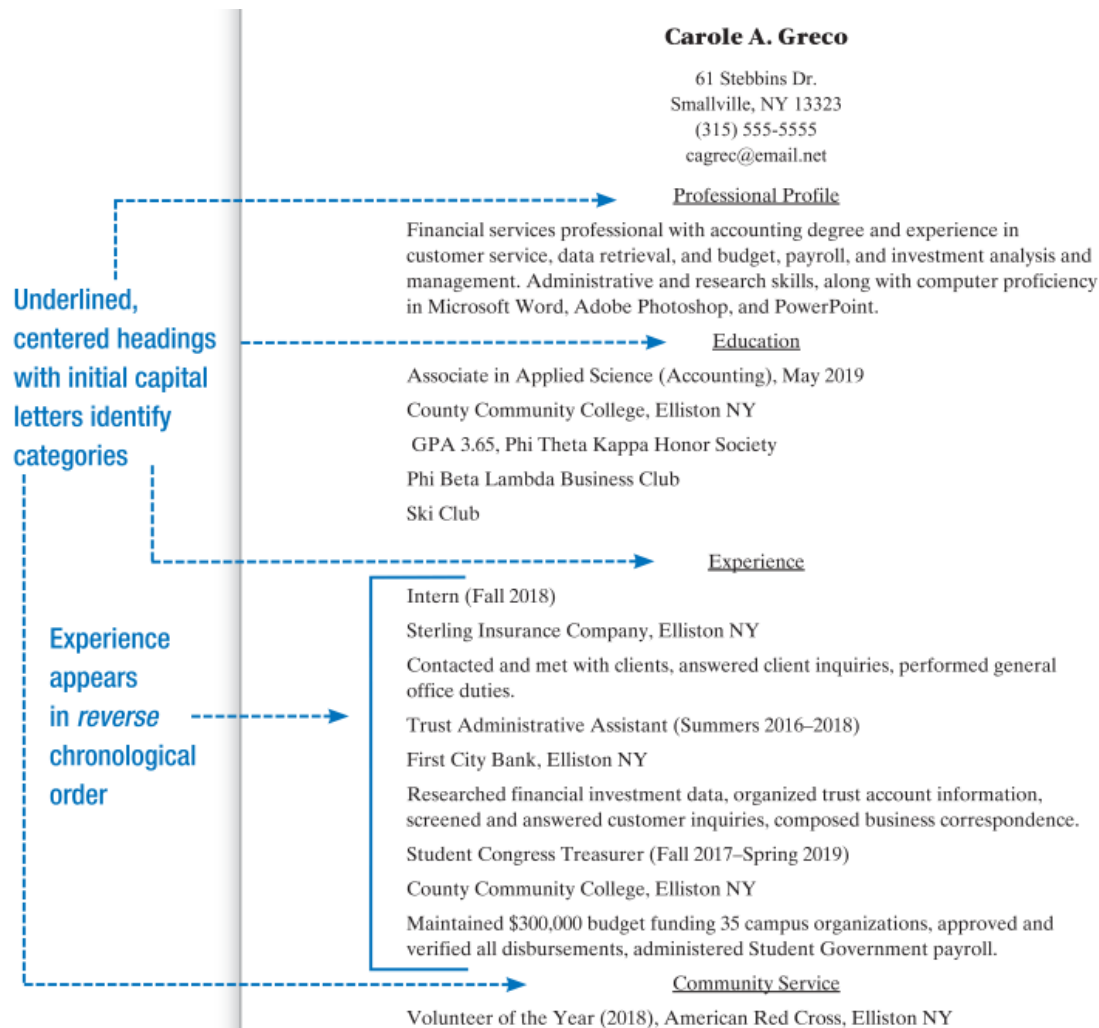 Carole A. Greco
61 Stebbins Dr.
Smallville, NY 13323
(315) 555-5555
cagrec@email.net
Professional Profile
Financial services professional with accounting degree and experience in
customer service, data retrieval, and budget, payroll, and investment analysis and
management. Administrative and research skills, along with computer proficiency
in Microsoft Word, Adobe Photoshop, and PowerPoint.
Underlined,
centered headings
with initial capital
letters identify
categories
Education
Associate in Applied Science (Accounting), May 2019
County Community College, Elliston NY
GPA 3.65, Phi Theta Kappa Honor Society
Phi Beta Lambda Business Club
Ski Club
Experience
Experience
appears
in reverse
chronological
order
Intern (Fall 2018)
Sterling Insurance Company, Elliston NY
Contacted and met with clients, answered client inquiries, performed general
office duties.
Trust Administrative Assistant (Summers 2016–2018)
First City Bank, Elliston NY
Researched financial investment data, organized trust account information,
screened and answered customer inquiries, composed business correspondence.
Student Congress Treasurer (Fall 2017–Spring 2019)
County Community College, Elliston NY
Maintained $300,000 budget funding 35 campus organizations, approved and
verified all disbursements, administered Student Government payroll.
Community Service
Volunteer of the Year (2018), American Red Cross, Elliston NY